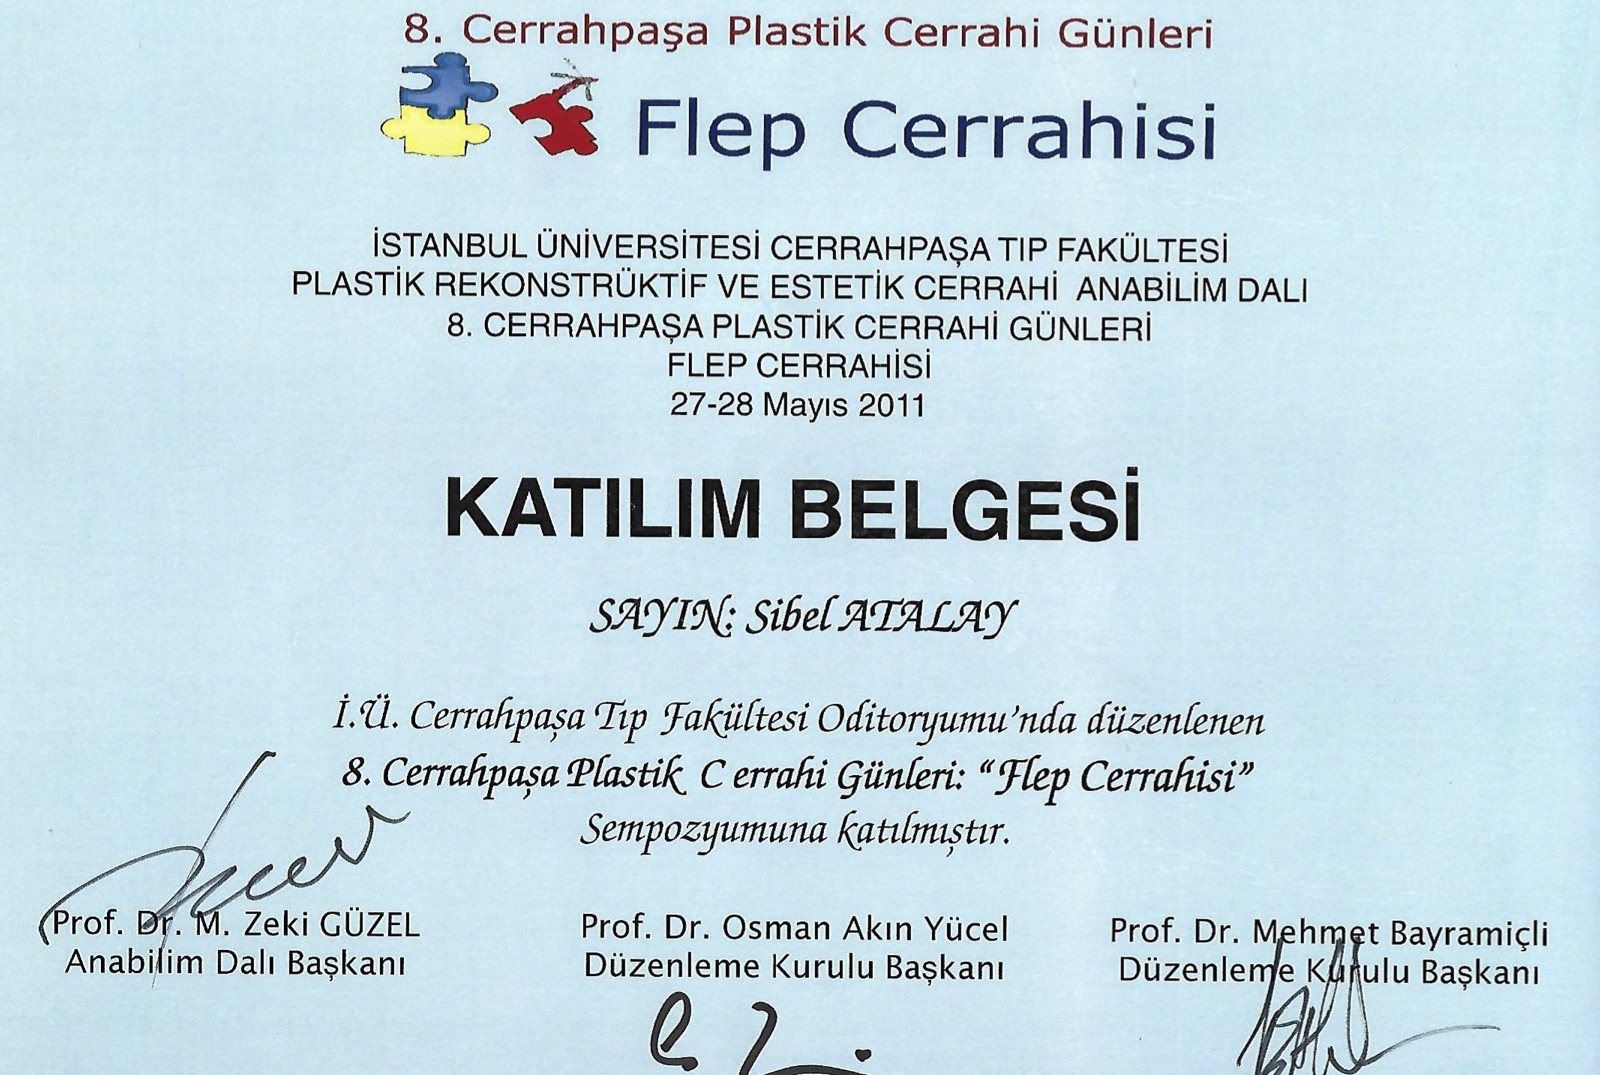 8. Cerrahpaşa Plastik Cerrahi Günleri
Flep Cerrahisi
İSTANBUL ÜNİVERSİTESİ CERRAHPAŞA TIP FAKÜLTESİ
PLASTİK REKONSTRÜKTİF VE ESTETİK CERRAHİ ANABİLİM DALI
8. CERRAHPAŞA PLASTİK CERRAHİ GÜNLERİ
FLEP CERRAHİSİ
27-28 Mayıs 2011
KATILIM BELGESİ
SAYIN: Sibel ATALAY
İ.Ü. Cerrahpaşa Tıp Fakültesi Oditoryumu'nda düzenlenen
8. Cerrahpaşa Plastik C errahi Günleri: “Flep Cerrahisi”
Sempozyumuna katılmıştır.
Prof. Dr. M. Zeki GÜZEL
Anabilim Dalı Başkanı
Prof. Dr. Osman Akın Yücel
Düzenleme Kurulu Başkanı
Prof. Dr. Mehmet Bayramiçli
Düzenleme Kurulu Başkanı